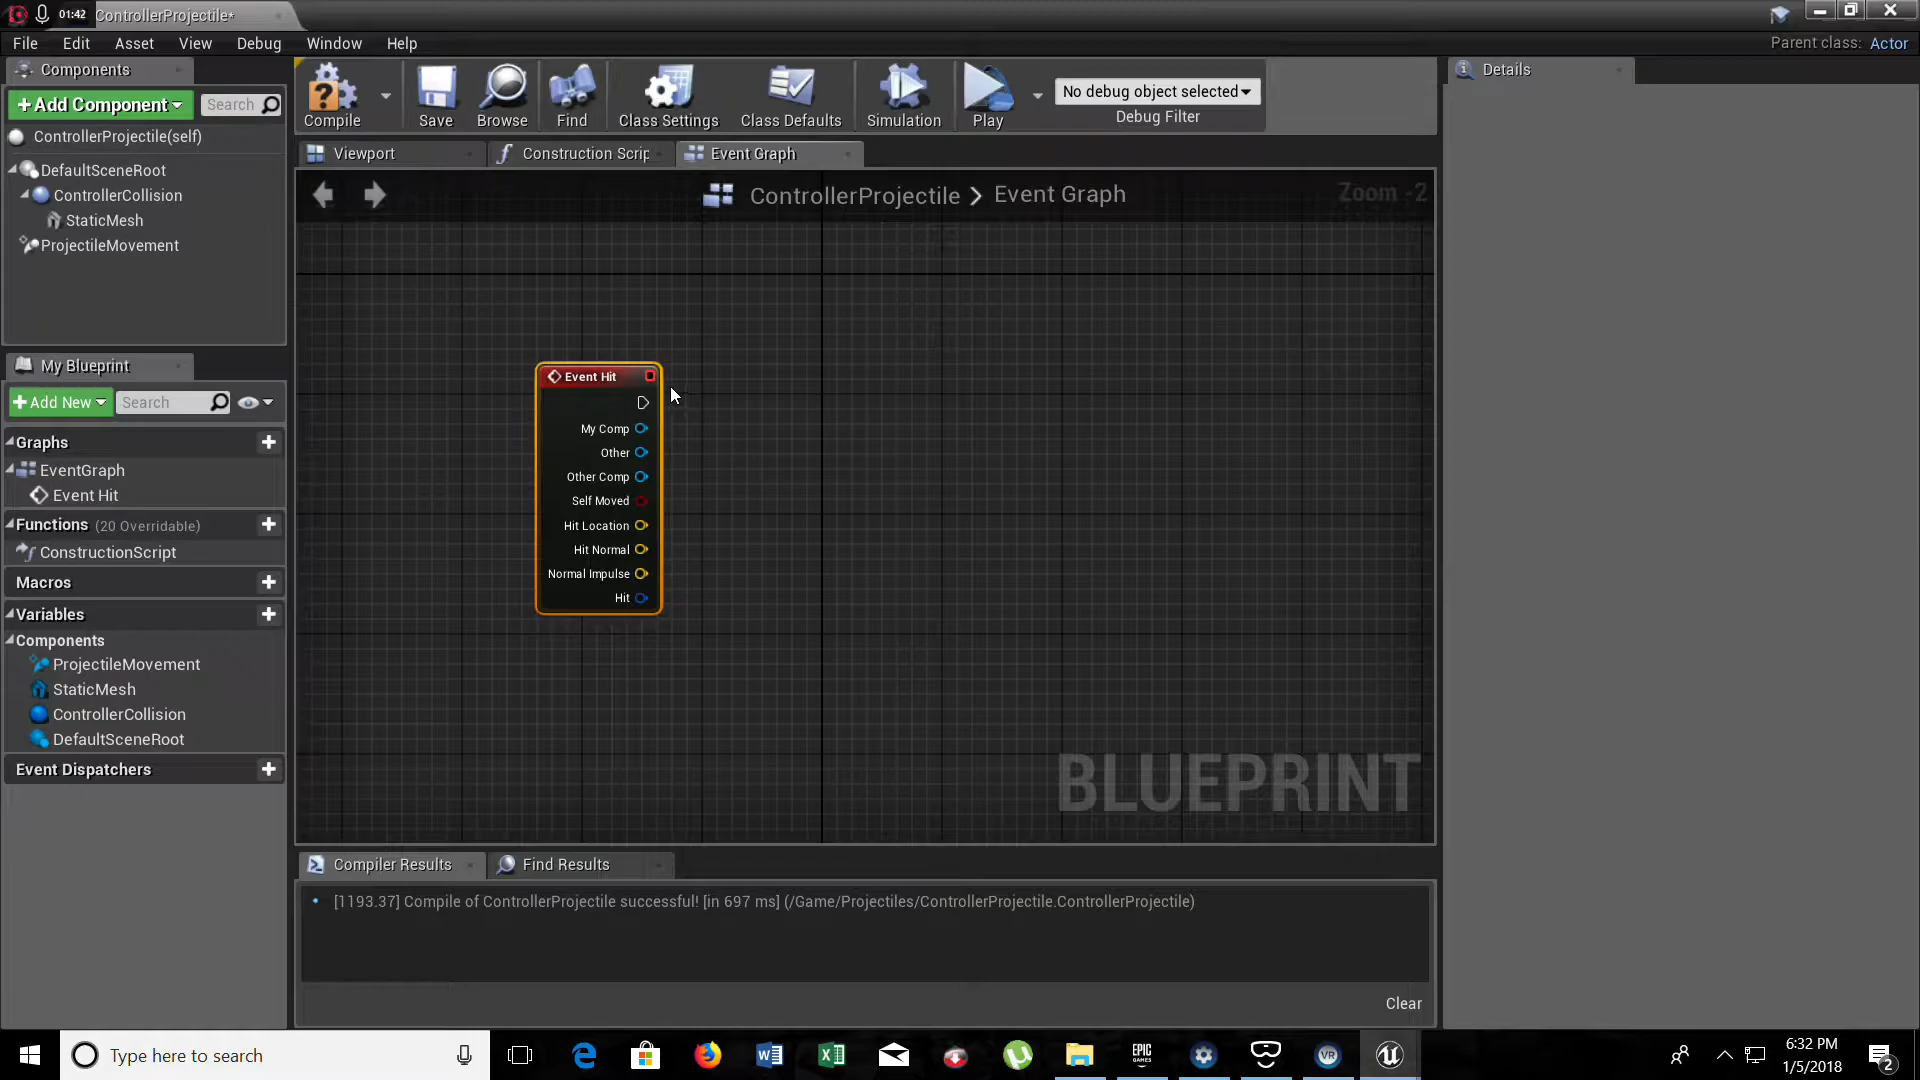 01:42
ControllerProjectile*
File Edit Asset View Debug Window Help
Parent class: Actor
Components
+Add Component
Search
ControllerProjectile(self)
DefaultSceneRoot
ControllerCollision
StaticMesh
ProjectileMovement
My Blueprint
+Add New
Search
Graphs
EventGraph
Event Hit
Functions (20 Overridable)
ConstructionScript
Macros
Variables
Components
ProjectileMovement
StaticMesh
ControllerCollision
DefaultSceneRoot
Event Dispatchers
Compile Save Browse Find Class Settings Class Defaults Simulation Play
No debug object selected
Debug Filter
Viewport
Construction Scrip
Event Graph
ControllerProjectile > Event Graph
Zoom -2
Event Hit
My Comp
Other
Other Comp
Self Moved
Hit Location
Hit Normal
Normal Impulse
Hit
BLUEPRINT
Compiler Results
Find Results
[1193.37] Compile of ControllerProjectile successful! [in 697 ms] (/Game/Projectiles/ControllerProjectile.ControllerProjectile)
Clear
Details
Type here to search
EPIC
GAMES
VR
6:32 PM
1/5/2018
2